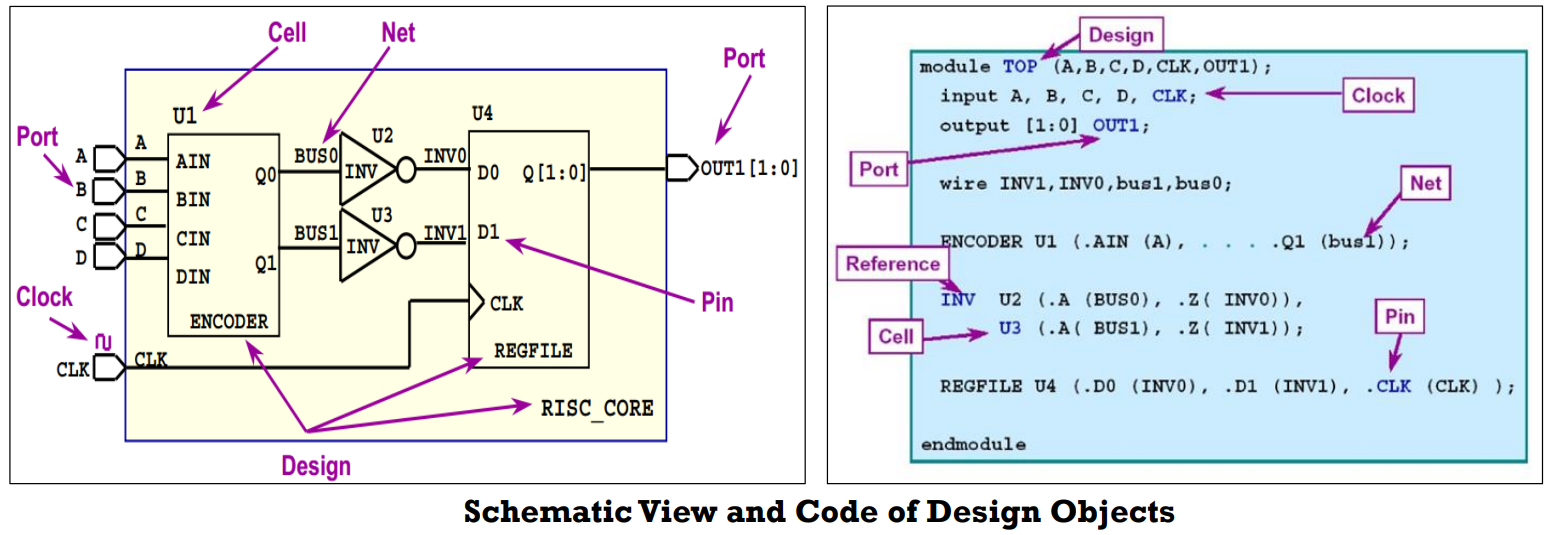 Cell
Net
Port
U1
U2
U4
Port
A
A
AIN
Q0
BUS0
INV
INV0
D0
Q[1:0]
OUT1[1:0]
B
B
BIN
U3
C
C
CIN
BUS1
INV
INV1
D1
D
D
DIN
Q1
Clock
Pin
ENCODER
CLK
REGFILE
CLK
CLK
RISC_CORE
Design
Design
module TOP (A,B,C,D,CLK,OUT1);
input A, B, C, D, CLK;
Clock
output [1:0] OUT1;
Port
wire INV1,INV0,bus1,bus0;
Net
ENCODER U1 (.AIN (A), . . . .Q1 (bus1));
Reference
INV U2 (.A (BUS0), .Z( INV0)),
Pin
Cell
U3 (.A( BUS1), .Z( INV1));
REGFILE U4 (.D0 (INV0), .D1 (INV1), .CLK (CLK) );
endmodule
Schematic View and Code of Design Objects